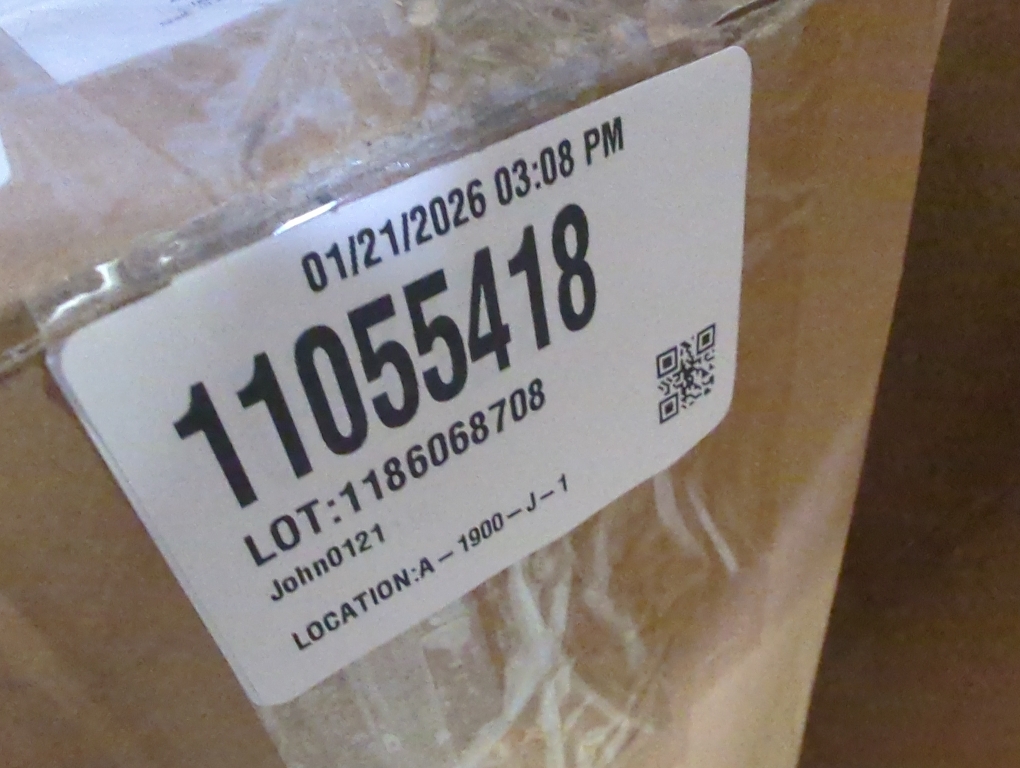 01/21/2026 03:08 PM
11055418
LOT:1186068708
John0121
LOCATION:A-1900-J-1